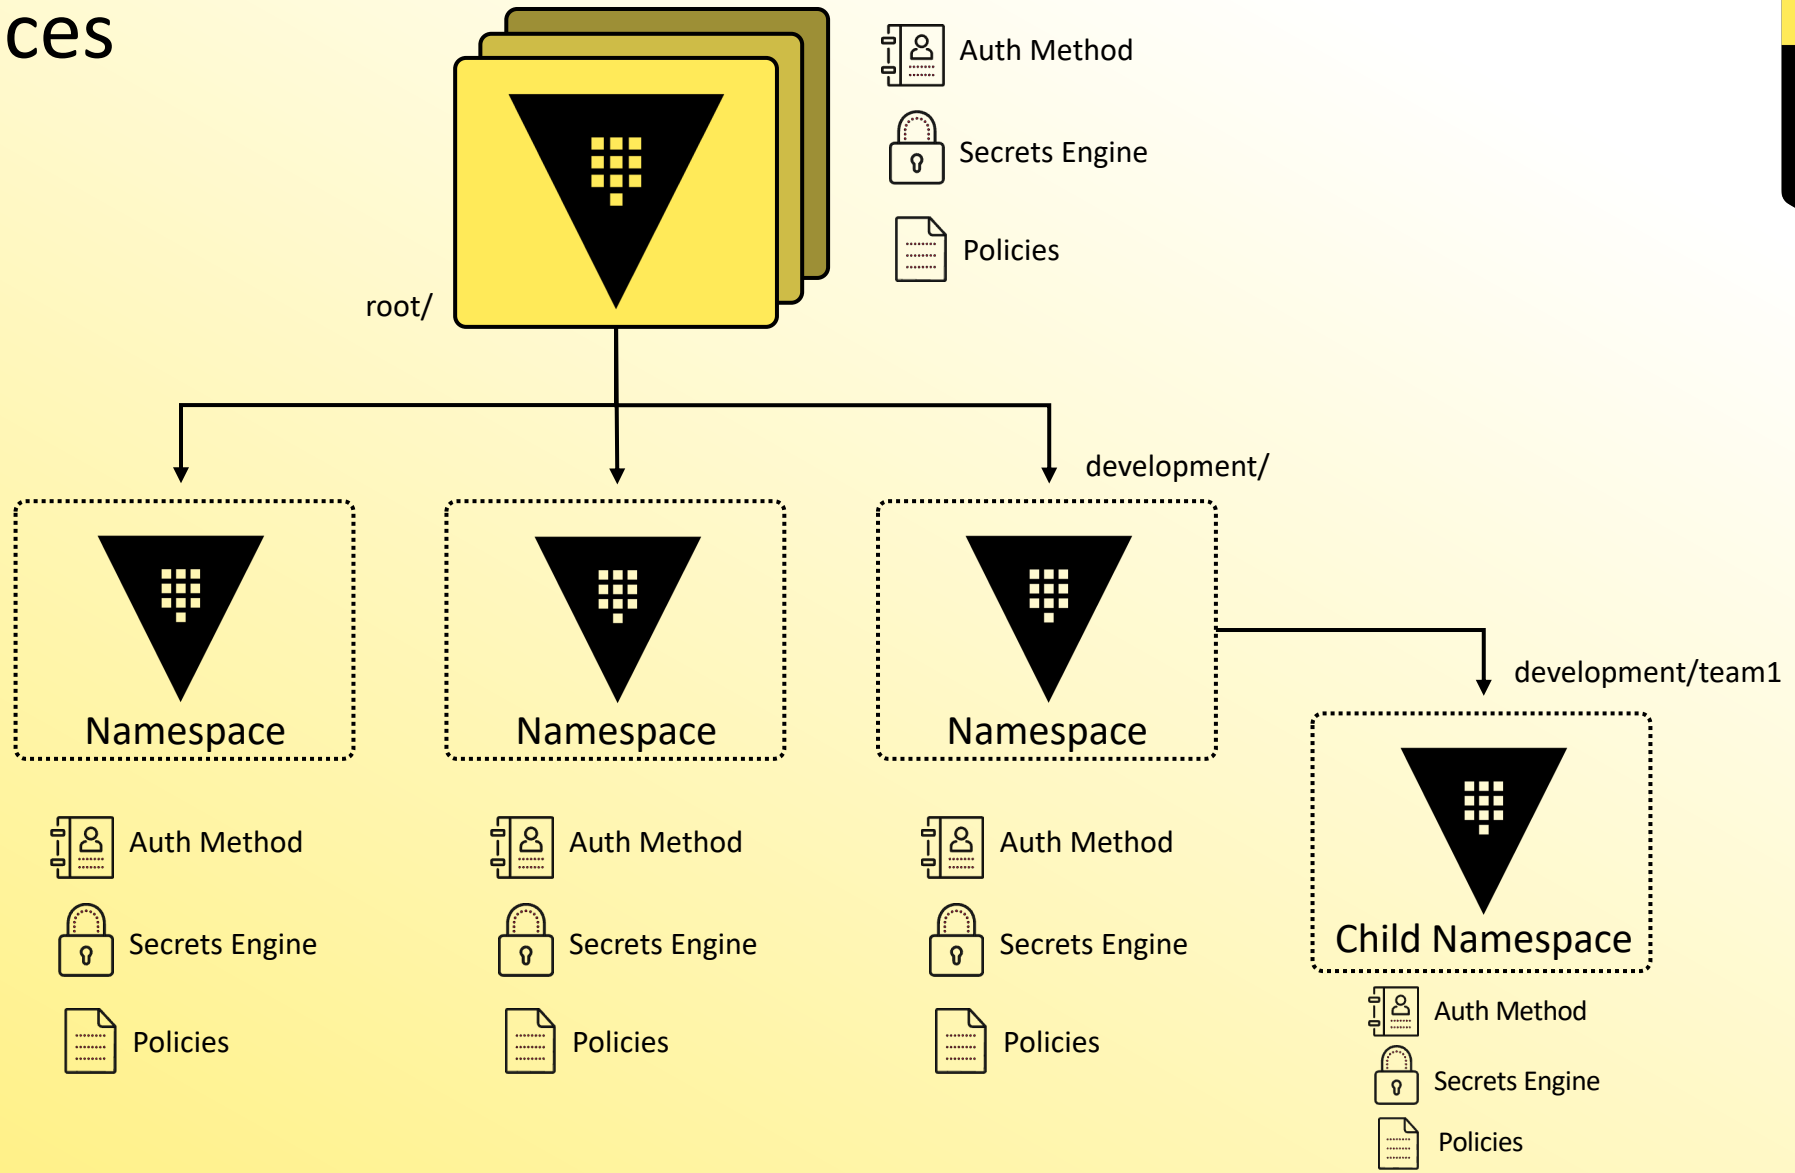 ces
Auth Method
Secrets Engine
Policies
root/
development/
Namespace
Namespace
Namespace
development/team1
Auth Method
Secrets Engine
Policies
Auth Method
Secrets Engine
Policies
Auth Method
Secrets Engine
Policies
Child Namespace
Auth Method
Secrets Engine
Policies